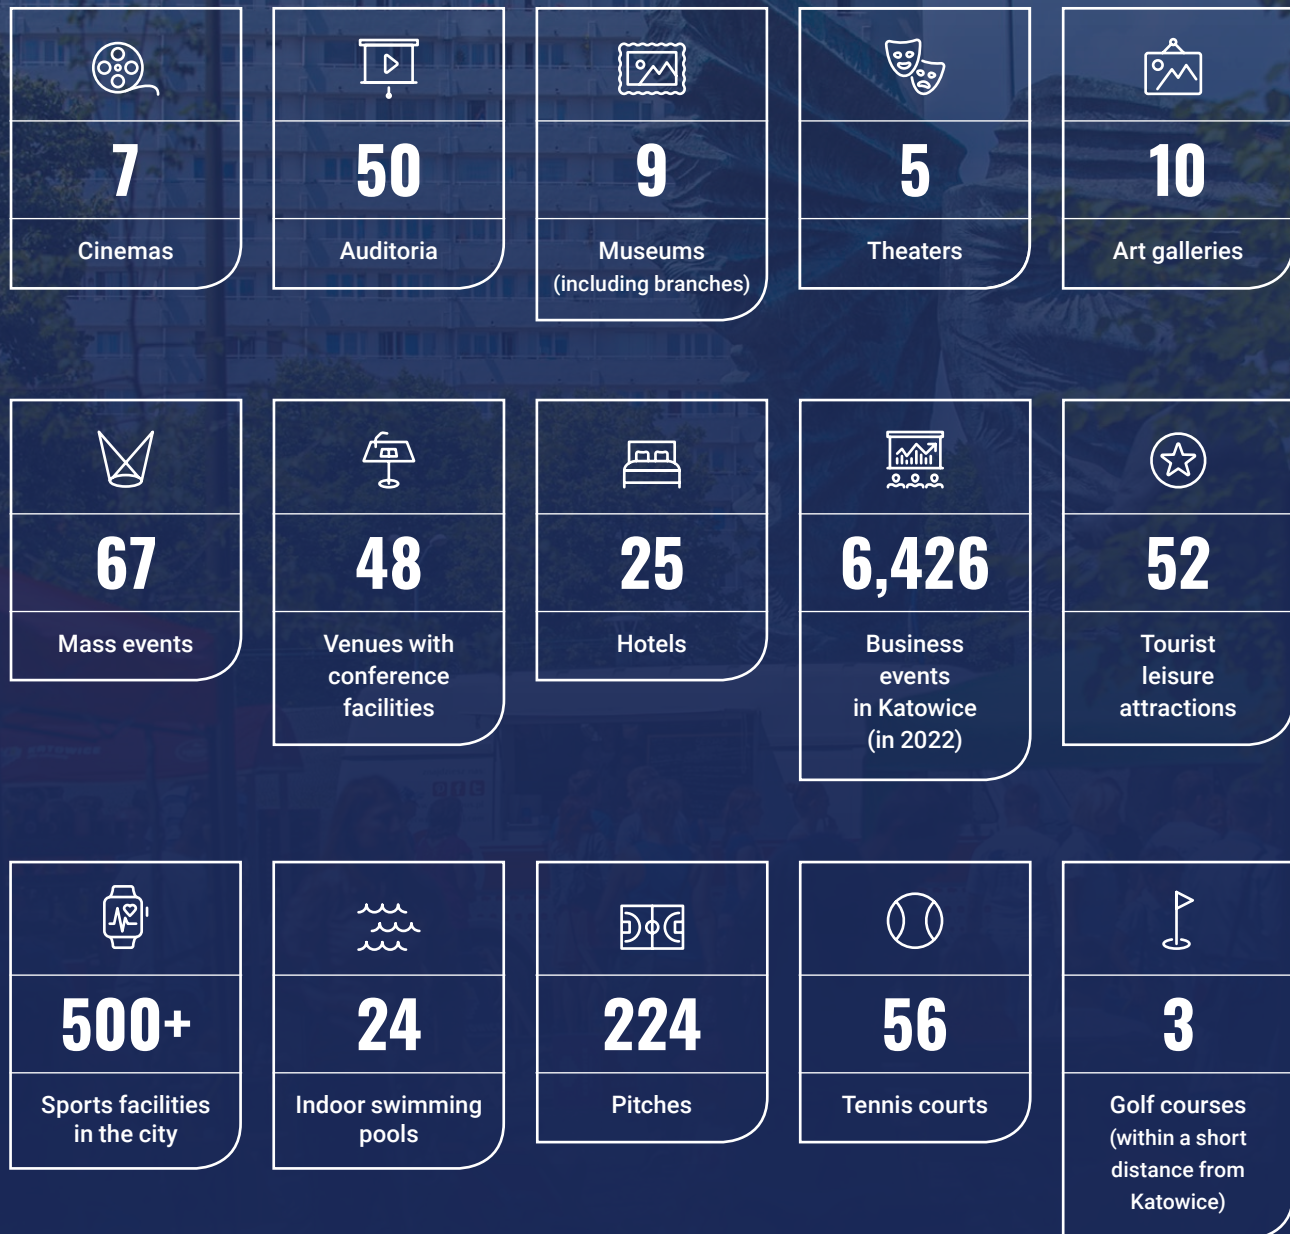 7
Cinemas
50
Auditoria
9
Museums
(including branches)
5
Theaters
10
Art galleries
67
Mass events
48
Venues with
conference
facilities
25
Hotels
6,426
Business
events
in Katowice
(in 2022)
52
Tourist
leisure
attractions
500+
Sports facilities
in the city
24
Indoor swimming
pools
224
Pitches
56
Tennis courts
3
Golf courses
(within a short
distance from
Katowice)